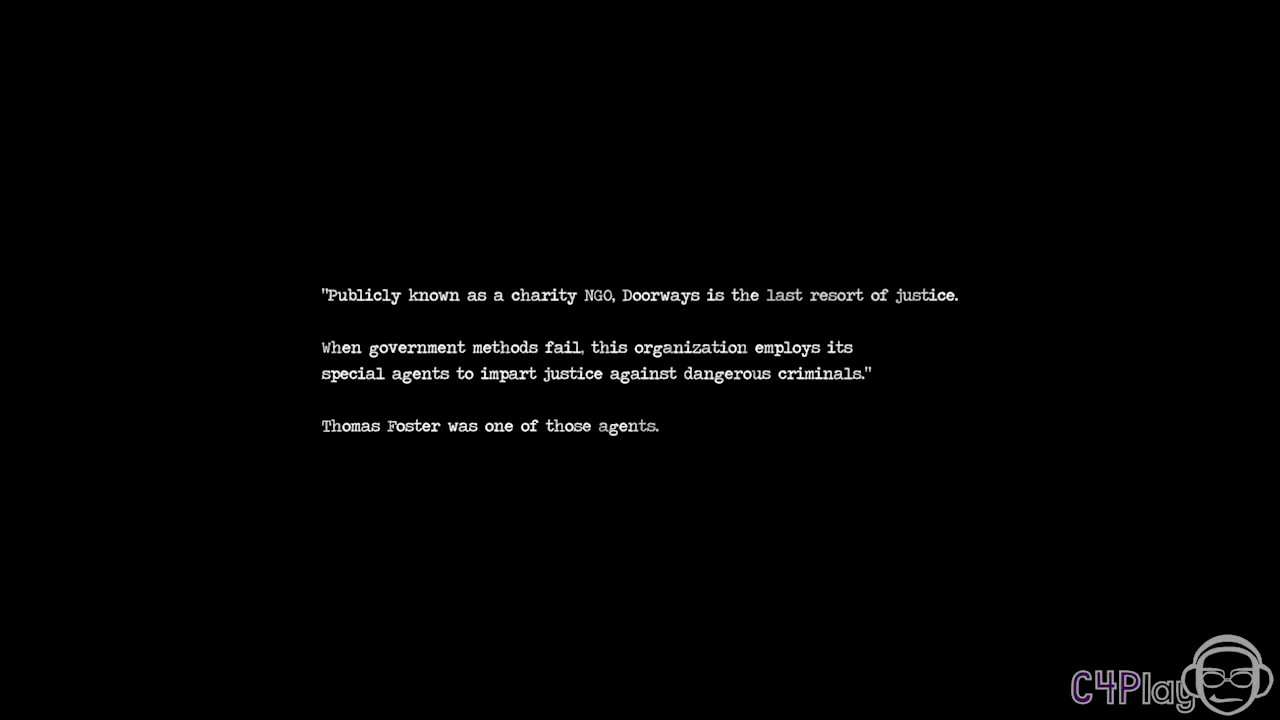 "Publicly known as a charity NGO, Doorways is the last resort of justice.
When government methods fail, this organization employs its
special agents to impart justice against dangerous criminals."
Thomas Foster was one of those agents.
C4Play